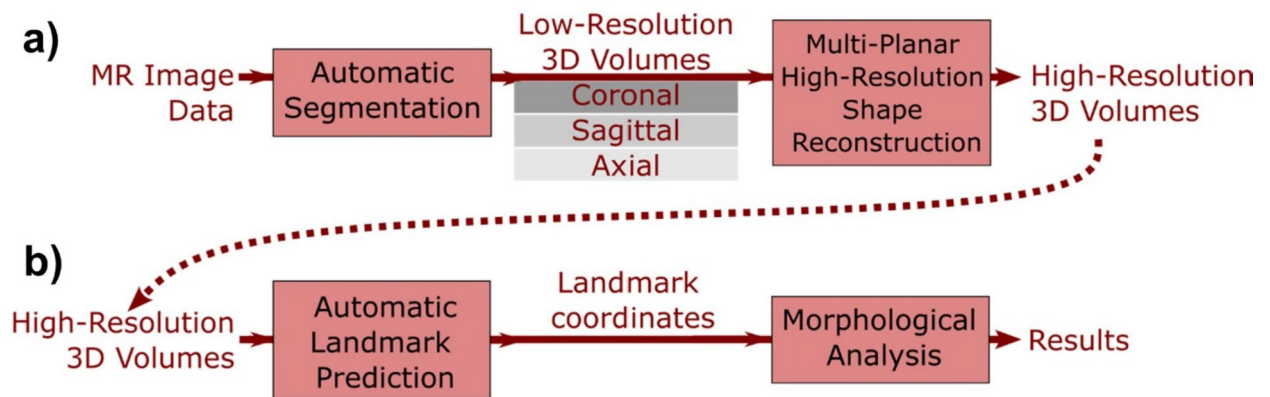 a)
MR Image
Data
Automatic
Segmentation
Low-Resolution
3D Volumes
Coronal
Sagittal
Axial
Multi-Planar
High-Resolution
Shape
Reconstruction
High-Resolution
3D Volumes
b)
High-Resolution
3D Volumes
Automatic
Landmark
Prediction
Landmark
coordinates
Morphological
Analysis
Results